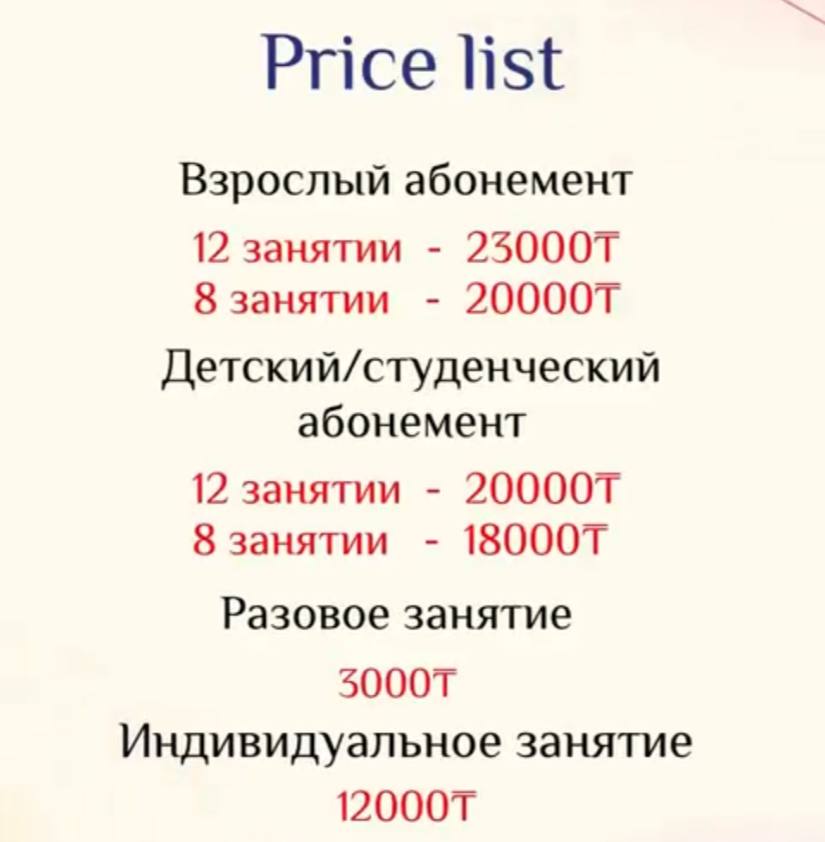 Price list
Взрослый абонемент
12 занятии - 23000₸
8 занятии - 20000₸
Детский/студенческий
абонемент
12 занятии - 20000₸
8 занятии - 18000₸
Разовое занятие
3000₸
Индивидуальное занятие
12000₸